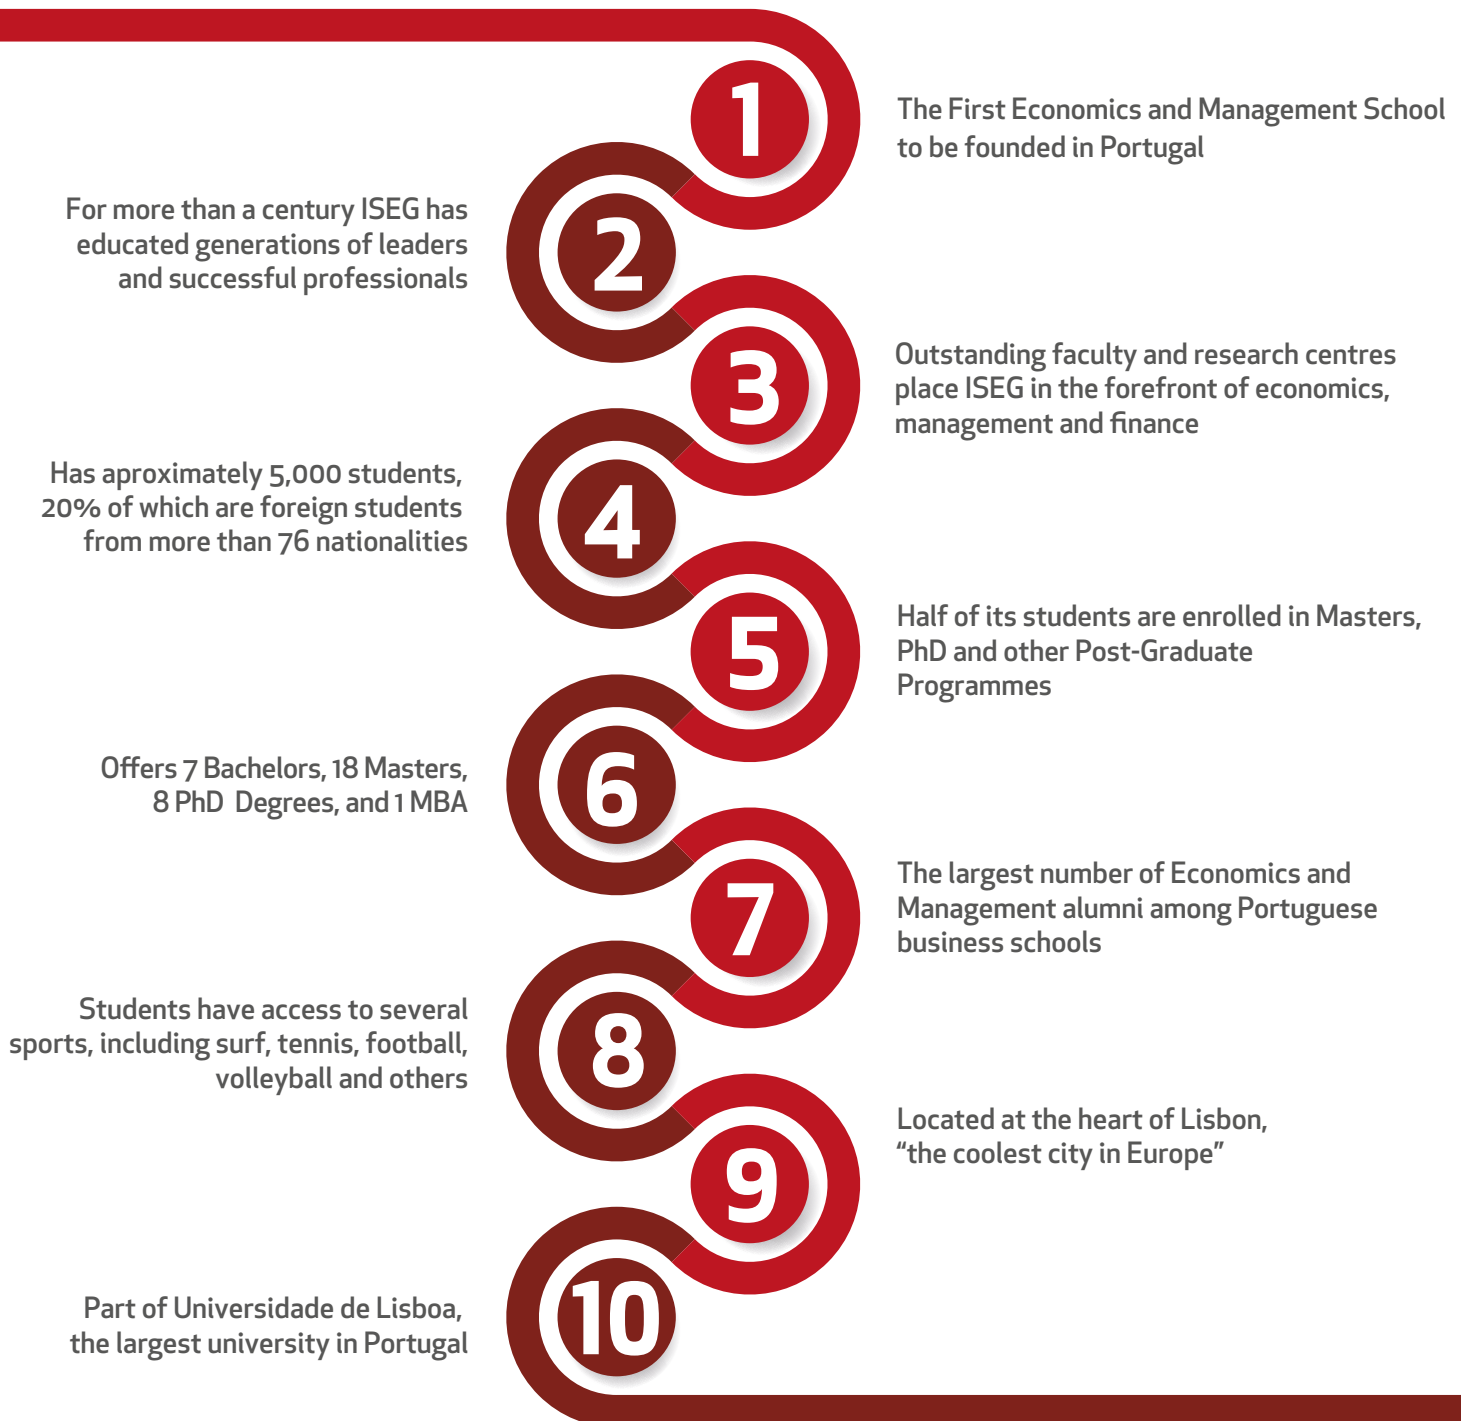 1
The First Economics and Management School
to be founded in Portugal
For more than a century ISEG has
educated generations of leaders
and successful professionals
2
3
Outstanding faculty and research centres
place ISEG in the forefront of economics,
management and finance
Has aproximately 5,000 students,
20% of which are foreign students
from more than 76 nationalities
4
5
Half of its students are enrolled in Masters,
PhD and other Post-Graduate
Programmes
Offers 7 Bachelors, 18 Masters,
8 PhD Degrees, and 1 MBA
6
7
The largest number of Economics and
Management alumni among Portuguese
business schools
Students have access to several
sports, including surf, tennis, football,
volleyball and others
8
9
Located at the heart of Lisbon,
“the coolest city in Europe”
Part of Universidade de Lisboa,
the largest university in Portugal
10